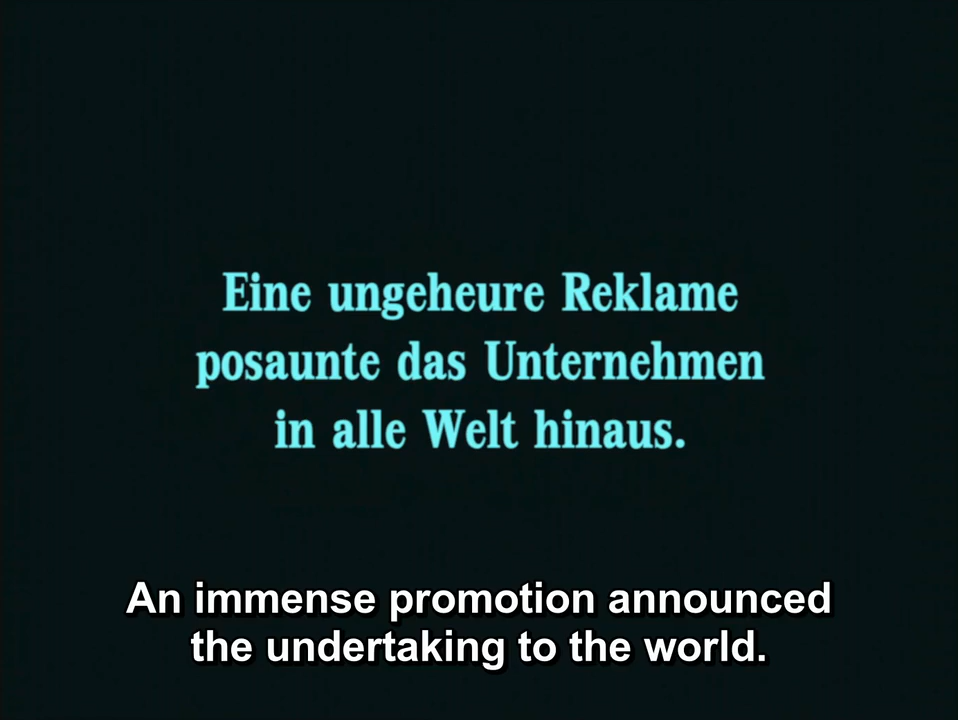 Eine ungeheure Reklame
posaunte das Unternehmen
in alle Welt hinaus.
An immense promotion announced
the undertaking to the world.